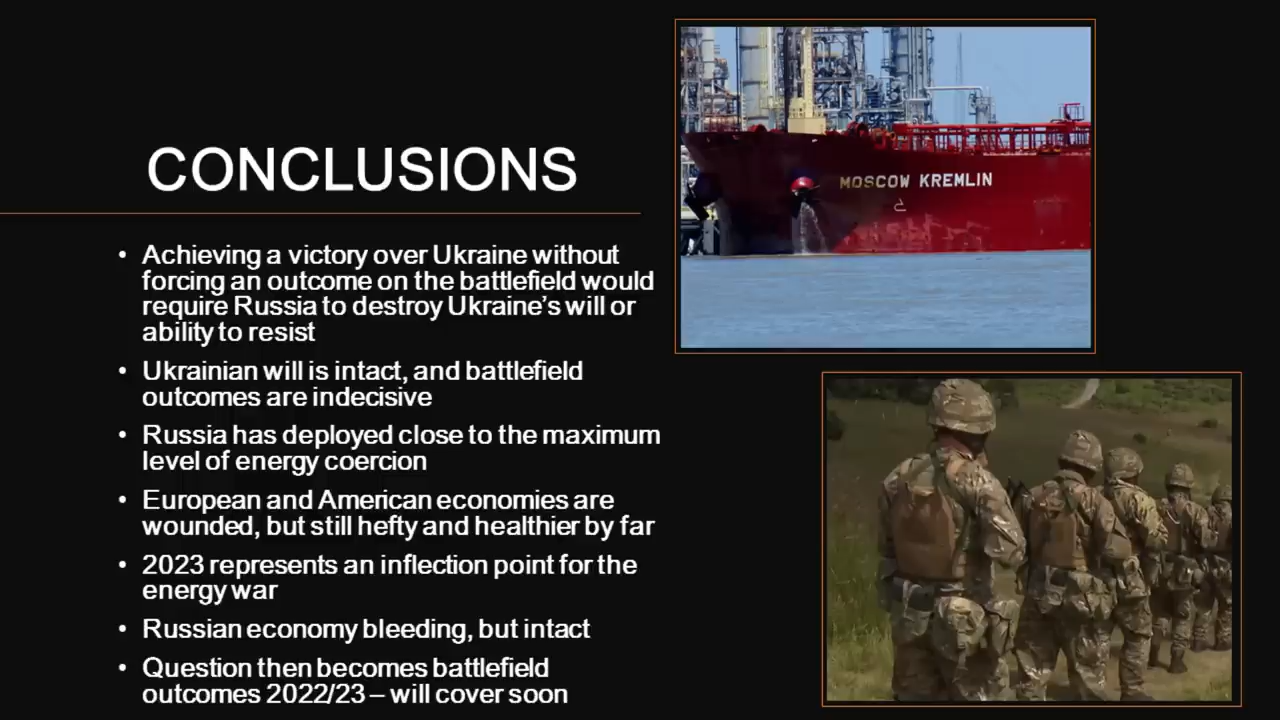 CONCLUSIONS
• Achieving a victory over Ukraine without
forcing an outcome on the battlefield would
require Russia to destroy Ukraine's will or
ability to resist
• Ukrainian will is intact, and battlefield
outcomes are indecisive
• Russia has deployed close to the maximum
level of energy coercion
• European and American economies are
wounded, but still hefty and healthier by far
• 2023 represents an inflection point for the
energy war
• Russian economy bleeding, but intact
• Question then becomes battlefield
outcomes 2022/23 – will cover soon
MOSCOW KREMLIN